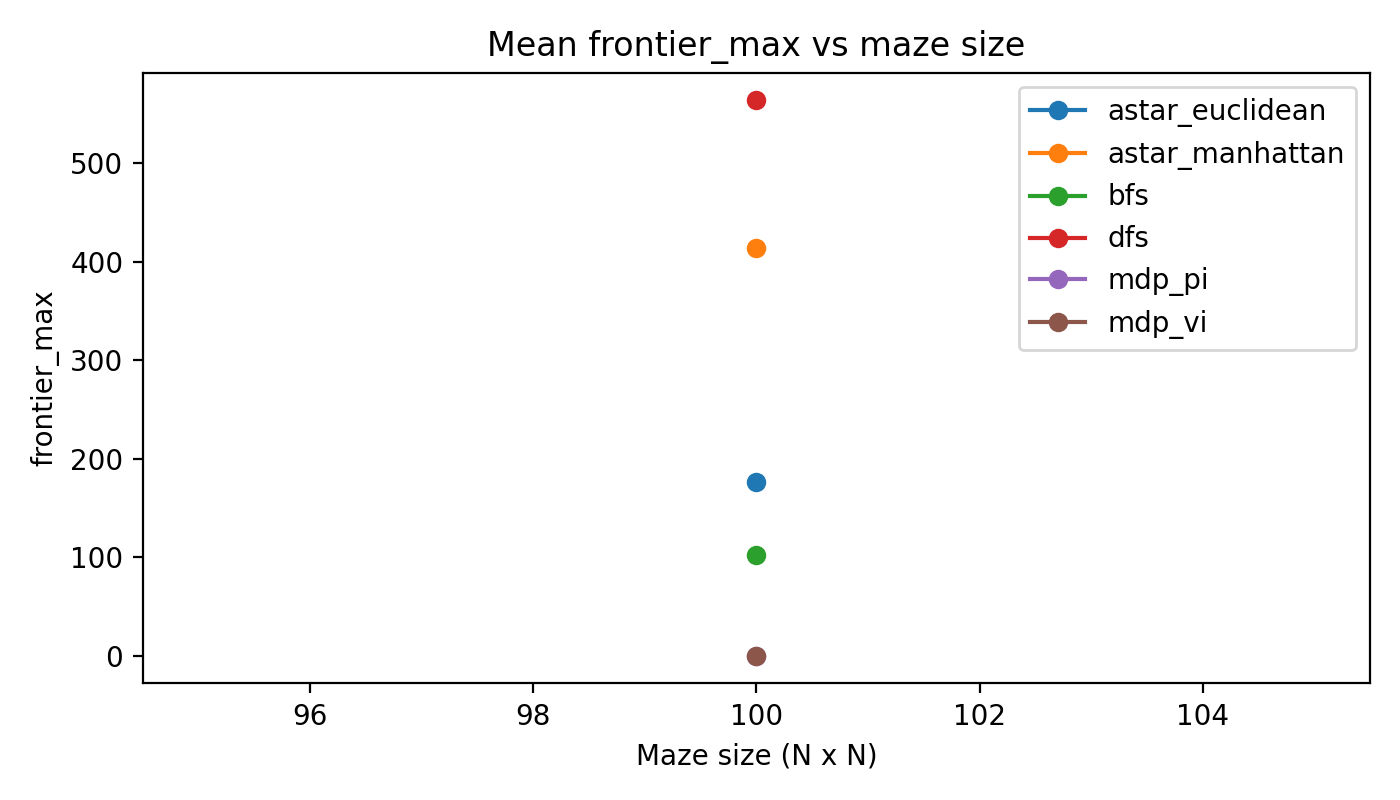 Mean frontier_max vs maze size
astar_euclidean
astar_manhattan
bfs
dfs
mdp_pi
mdp_vi
frontier_max
500
400
300
200
100
0
96
98
100
102
104
Maze size (N x N)